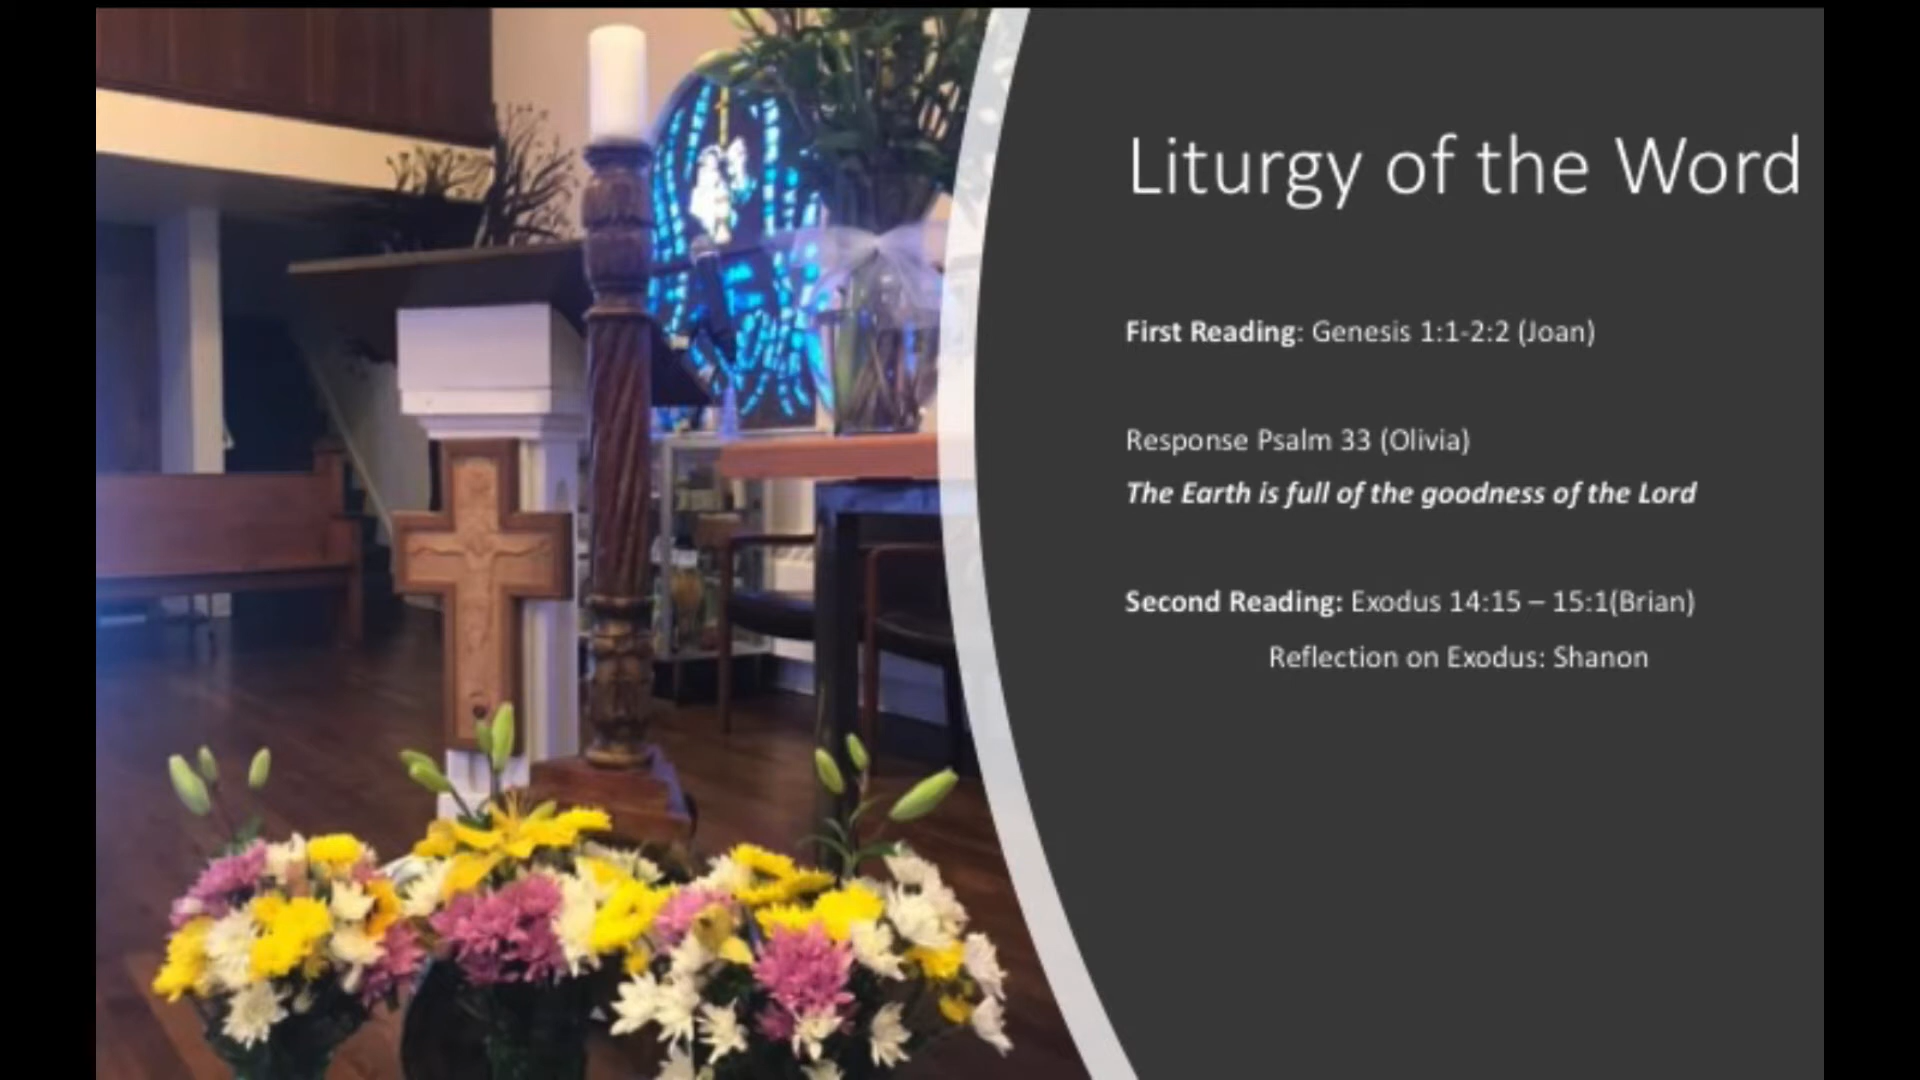 Liturgy of the Word
First Reading: Genesis 1:1-2:2 (Joan)
Response Psalm 33 (Olivia)
The Earth is full of the goodness of the Lord
Second Reading: Exodus 14:15 – 15:1(Brian)
Reflection on Exodus: Shanon